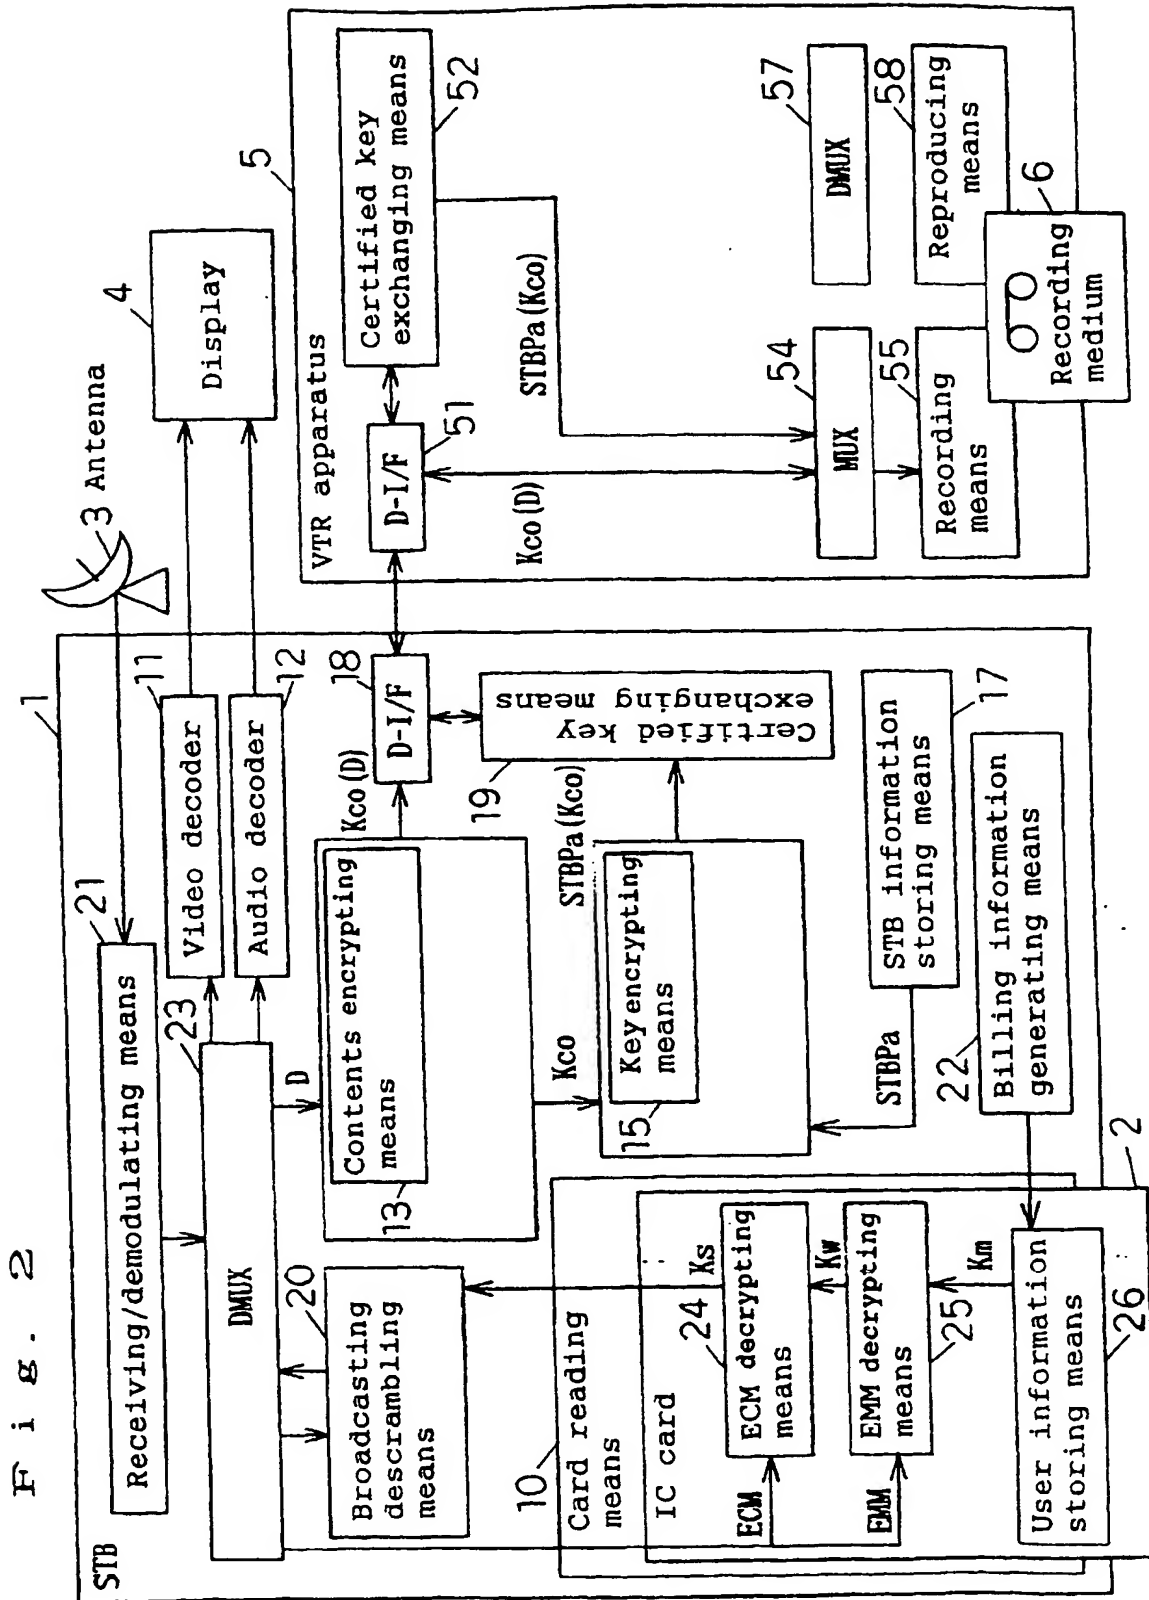 Fig. 2
STB
1
21
Receiving/demodulating means
3 Antenna
4
Display
11
Video decoder
12
Audio decoder
23
DMUX
D
20
Broadcasting
descrambling
means
Contents encrypting
means
13
Kco(D)
18
D-I/F
19
Certified key
exchanging means
Kco
STBPa(Kco)
Key encrypting
means
15
STBPa
17
STB information
storing means
22
Billing information
generating means
10
Card reading
means
2
IC card
Ks
24
ECM decrypting
means
ECM
Kw
25
EMM decrypting
means
EMM
Km
User information
storing means
26
5
VTR apparatus
D-I/F
51
Certified key
exchanging means
52
STBPa(Kco)
Kco(D)
54
MUX
55
Recording
means
57
DMUX
58
Reproducing
means
6
Recording
medium